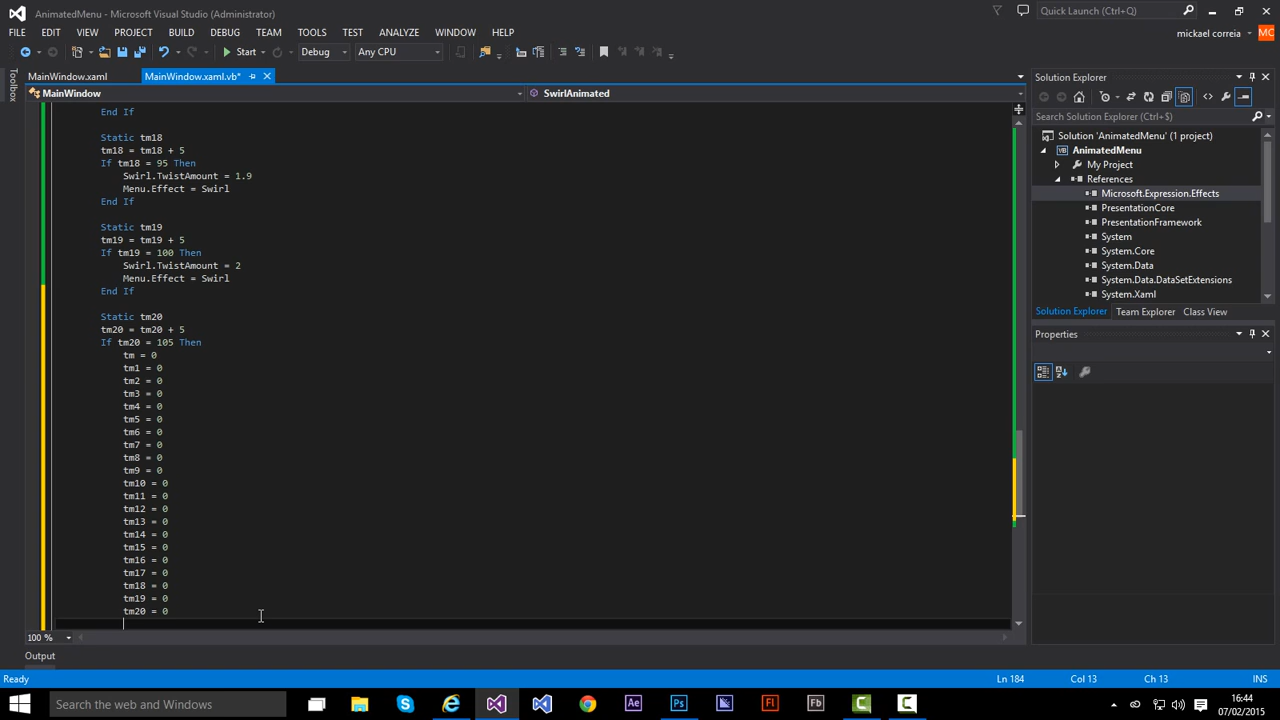 AnimatedMenu - Microsoft Visual Studio (Administrator)
Quick Launch (Ctrl+Q)
FILE EDIT VIEW PROJECT BUILD DEBUG TEAM TOOLS TEST ARCHITECTURE ANALYZE WINDOW HELP
mickael correia MC
Start Debug Any CPU
Toolbox
MainWindow.xaml MainWindow.xaml.vb*
MainWindow SwirlAnimated
End If
Static tm18
tm18 = tm18 + 5
If tm18 = 95 Then
Swirl.TwistAmount = 1.9
Menu.Effect = Swirl
End If
Static tm19
tm19 = tm19 + 5
If tm19 = 100 Then
Swirl.TwistAmount = 2
Menu.Effect = Swirl
End If
Static tm20
tm20 = tm20 + 5
If tm20 = 105 Then
tm = 0
tm1 = 0
tm2 = 0
tm3 = 0
tm4 = 0
tm5 = 0
tm6 = 0
tm7 = 0
tm8 = 0
tm9 = 0
tm10 = 0
tm11 = 0
tm12 = 0
tm13 = 0
tm14 = 0
tm15 = 0
tm16 = 0
tm17 = 0
tm18 = 0
tm19 = 0
tm20 = 0
100 %
Output
Solution Explorer
Search Solution Explorer (Ctrl+$)
Solution 'AnimatedMenu' (1 project)
VB AnimatedMenu
My Project
References
Microsoft.Expression.Effects
PresentationCore
PresentationFramework
System
System.Core
System.Data
System.Data.DataSetExtensions
System.Xaml
Solution Explorer Team Explorer Class View
Properties
Ready Ln 184 Col 13 Ch 13 INS
Search the web and Windows
Ae Ps Fl Fb
16:44
07/02/2015